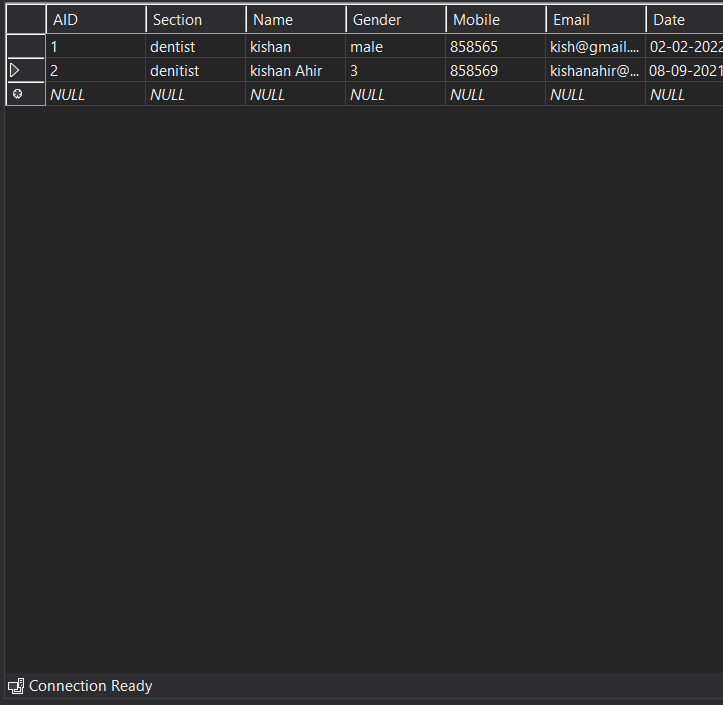 AID Section Name Gender Mobile Email Date
1 dentist kishan male 858565 kish@gmail.... 02-02-2022
2 denitist kishan Ahir 3 858569 kishanahir@... 08-09-2021
NULL NULL NULL NULL NULL NULL NULL
Connection Ready